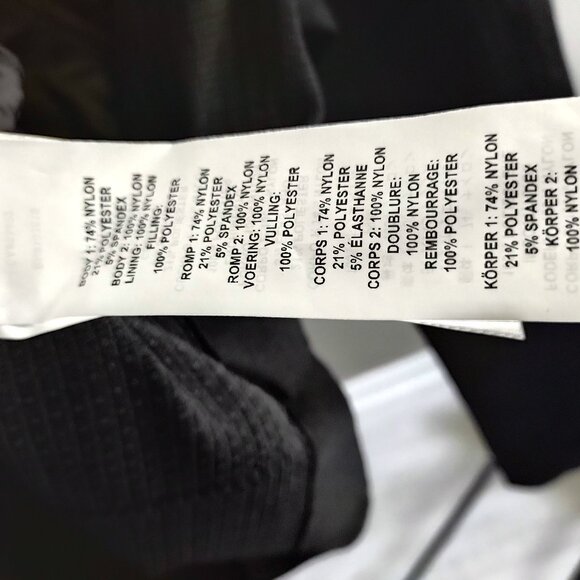 BODY 1: 74% NYLON
21% POLYESTER
5% SPANDEX
BODY 2: 100% NYLON
LINING: 100% NYLON
FILLING:
100% POLYESTER
ROMP 1: 74% NYLON
21% POLYESTER
5% SPANDEX
ROMP 2: 100% NYLON
VOERING: 100% NYLON
VULLING:
100% POLYESTER
CORPS 1: 74% NYLON
21% POLYESTER
5% ÉLASTHANNE
CORPS 2: 100% NYLON
DOUBLURE:
100% NYLON
REMBOURRAGE:
100% POLYESTER
KÖRPER 1: 74% NYLON
21% POLYESTER
5% SPANDEX
KÖRPER 2:
100% NYLON